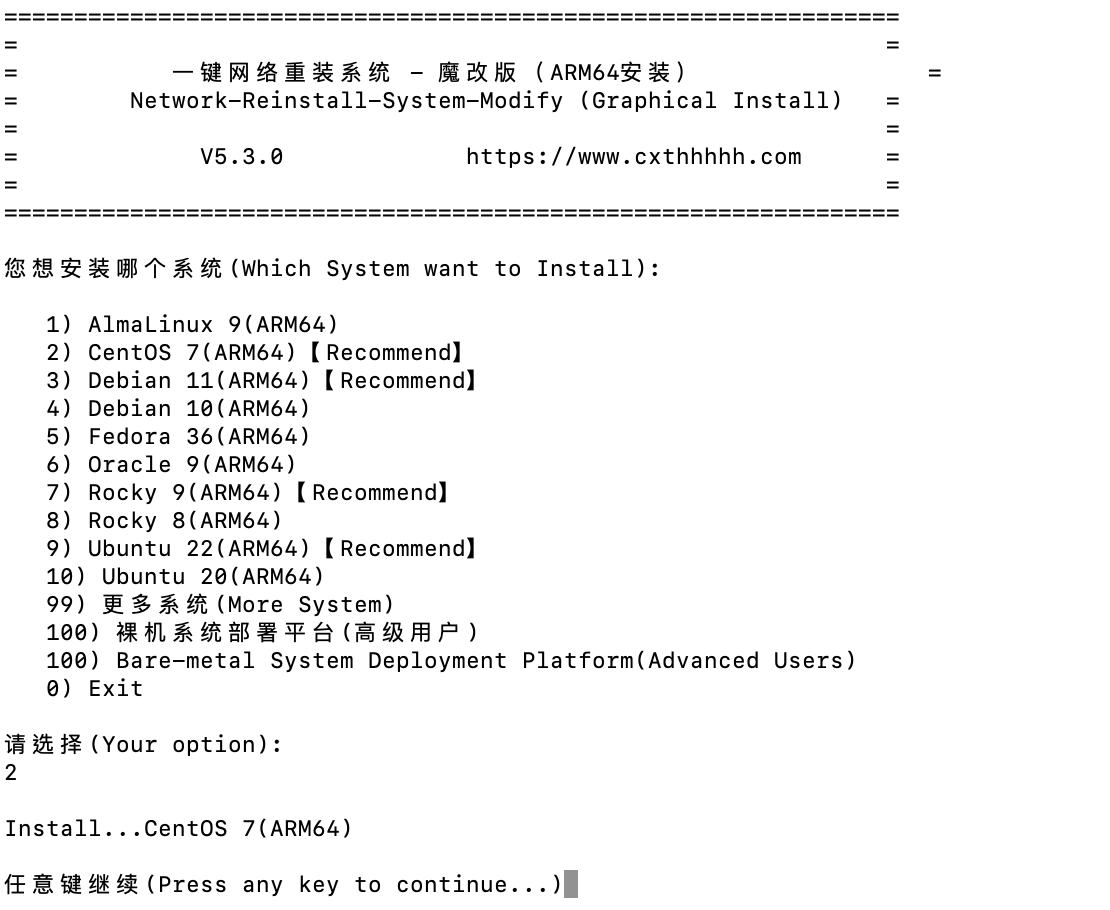 ================================================================
= =
= 一键网络重装系统 - 魔改版 (ARM64安装) =
= Network-Reinstall-System-Modify (Graphical Install) =
= =
= V5.3.0 https://www.cxthhhhh.com =
= =
================================================================
您想安装哪个系统(Which System want to Install):
1) AlmaLinux 9(ARM64)
2) CentOS 7(ARM64)【Recommend】
3) Debian 11(ARM64)【Recommend】
4) Debian 10(ARM64)
5) Fedora 36(ARM64)
6) Oracle 9(ARM64)
7) Rocky 9(ARM64)【Recommend】
8) Rocky 8(ARM64)
9) Ubuntu 22(ARM64)【Recommend】
10) Ubuntu 20(ARM64)
99) 更多系统(More System)
100) 裸机系统部署平台(高级用户)
100) Bare-metal System Deployment Platform(Advanced Users)
0) Exit
请选择(Your option):
2
Install...CentOS 7(ARM64)
任意键继续(Press any key to continue...)